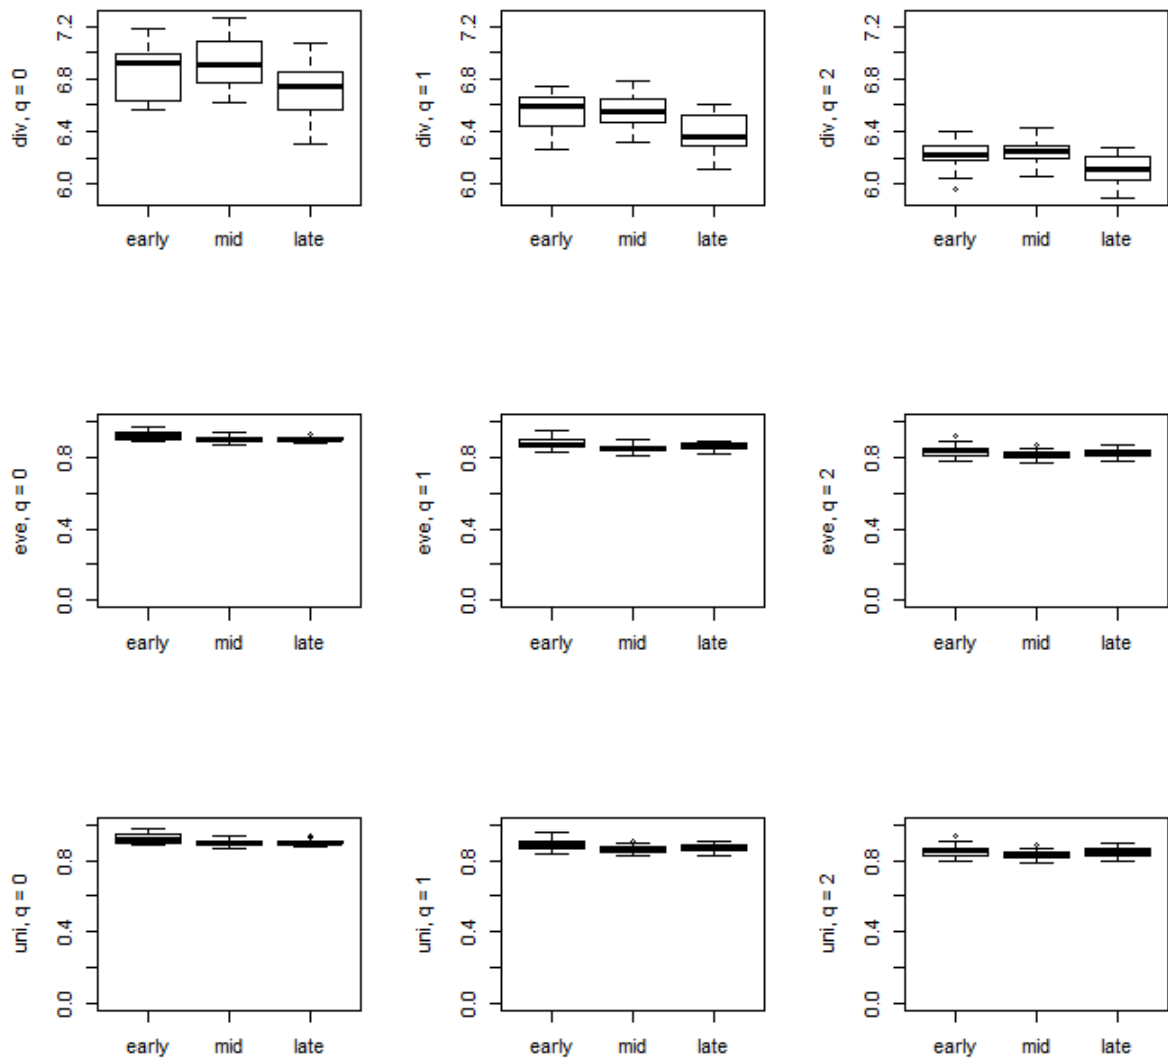 div, q = 0
6.0 6.4 6.8 7.2
early mid late
div, q = 1
6.0 6.4 6.8 7.2
early mid late
div, q = 2
6.0 6.4 6.8 7.2
early mid late
eve, q = 0
0.0 0.4 0.8
early mid late
eve, q = 1
0.0 0.4 0.8
early mid late
eve, q = 2
0.0 0.4 0.8
early mid late
uni, q = 0
0.0 0.4 0.8
early mid late
uni, q = 1
0.0 0.4 0.8
early mid late
uni, q = 2
0.0 0.4 0.8
early mid late